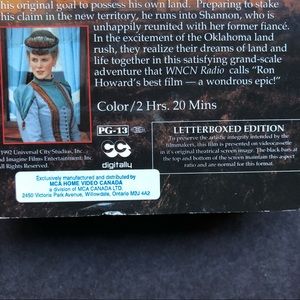 his original goal to possess his own land. Preparing to stake
his claim in the new territory, he runs into Shannon, who is
unhappily reunited with her former fiancé.
In the excitement of the Oklahoma land
rush, they realize their dreams of land and
life together in this satisfying grand-scale
adventure that WNCN Radio calls "Ron
Howard's best film — a wondrous epic!"
Color/2 Hrs. 20 Mins
1992 Universal City Studios, Inc.
and Imagine Films Entertainment, Inc.
All Rights Reserved.
PG-13
CC
digitally
LETTERBOXED EDITION
To preserve the artistic integrity intended by the
filmmakers, this film is presented on videocassette
in it's original theatrical screen image. The black bars at
the top and bottom of the screen maintain this aspect
ratio and are normal for this format.
Exclusively manufactured and distributed by
MCA HOME VIDEO CANADA
a division of MCA CANADA LTD.
2450 Victoria Park Avenue, Willowdale, Ontario M2J 4A2